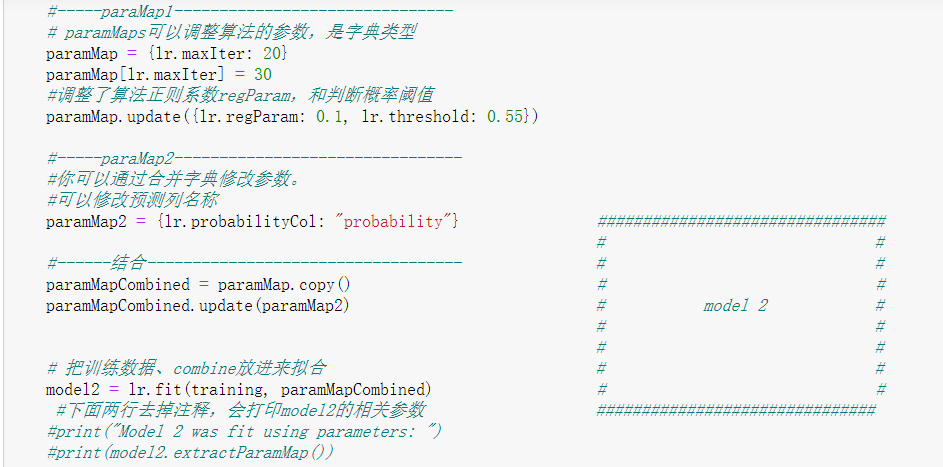 #-----paraMap1-------------------------------
# paramMaps可以调整算法的参数，是字典类型
paramMap = {lr.maxIter: 20}
paramMap[lr.maxIter] = 30
#调整了算法正则系数regParam，和判断概率阈值
paramMap.update({lr.regParam: 0.1, lr.threshold: 0.55})
#-----paraMap2--------------------------------
#你可以通过合并字典修改参数。
#可以修改预测列名称
paramMap2 = {lr.probabilityCol: "probability"} ################################
# #
#------结合----------------------------------- # #
paramMapCombined = paramMap.copy() # #
paramMapCombined.update(paramMap2) # model 2 #
# #
# #
# 把训练数据、combine放进来拟合 # #
model2 = lr.fit(training, paramMapCombined) # #
#下面两行去掉注释，会打印model2的相关参数 ###############################
#print("Model 2 was fit using parameters: ")
#print(model2.extractParamMap())